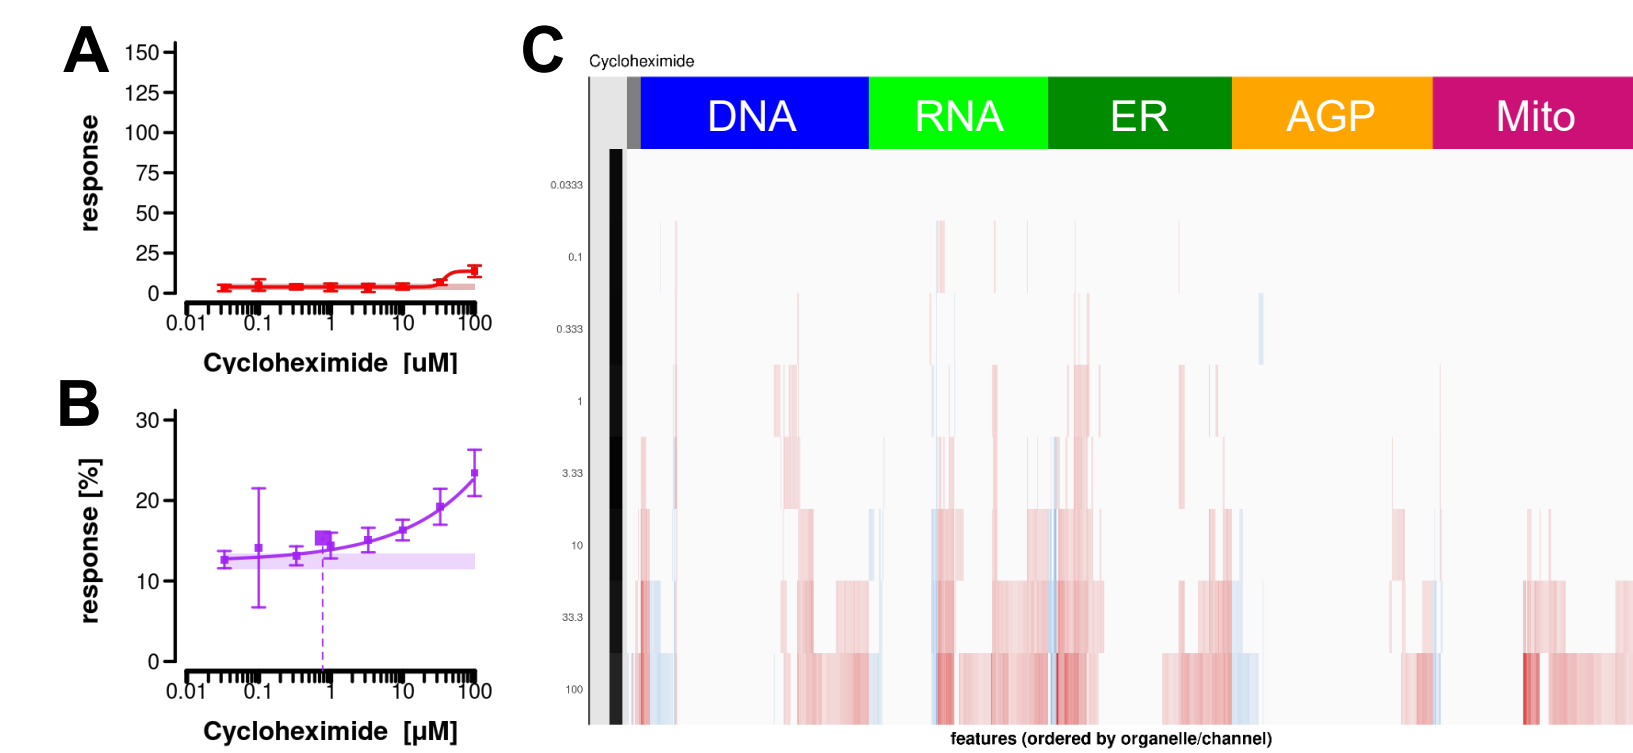 A
response
150
125
100
75
50
25
0
0.01 0.1 1 10 100
Cycloheximide [uM]
B
response [%]
30
20
10
0
0.01 0.1 1 10 100
Cycloheximide [µM]
C
Cycloheximide
DNA RNA ER AGP Mito
0.0333
0.1
0.333
1
3.33
10
33.3
100
features (ordered by organelle/channel)